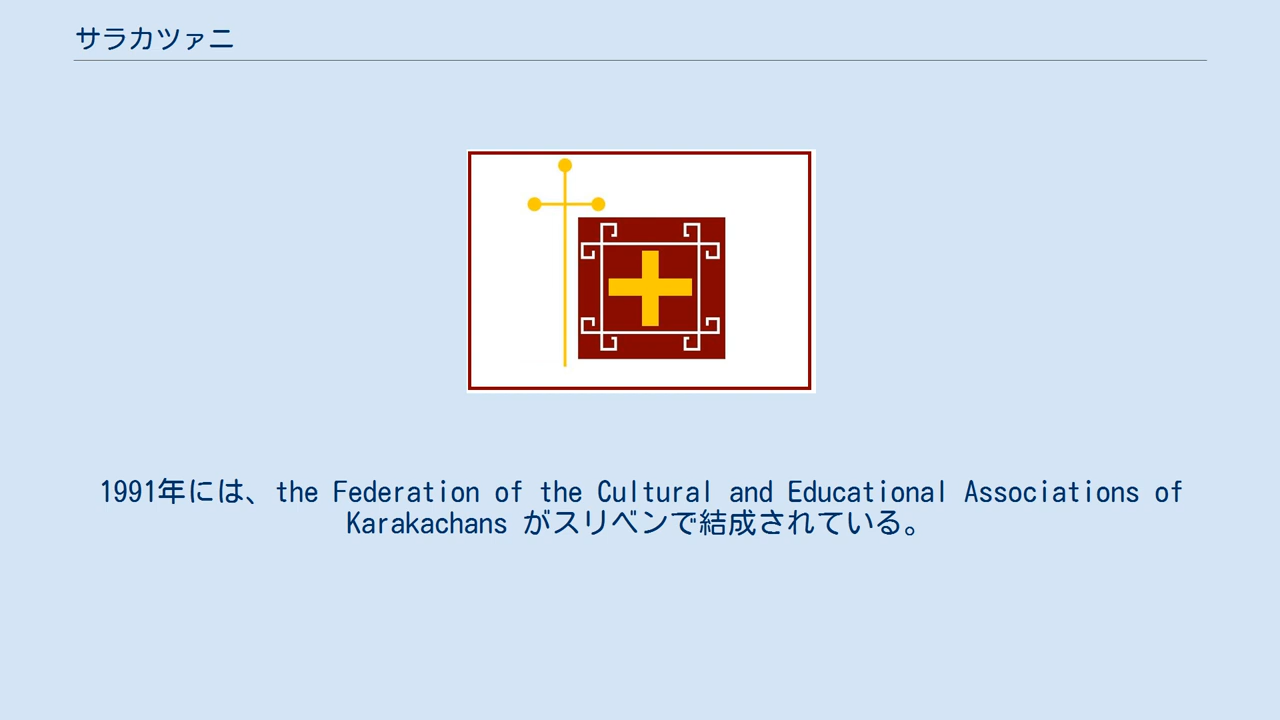 サラカツァニ
1991年には、the Federation of the Cultural and Educational Associations of
Karakachans がスリベンで結成されている。